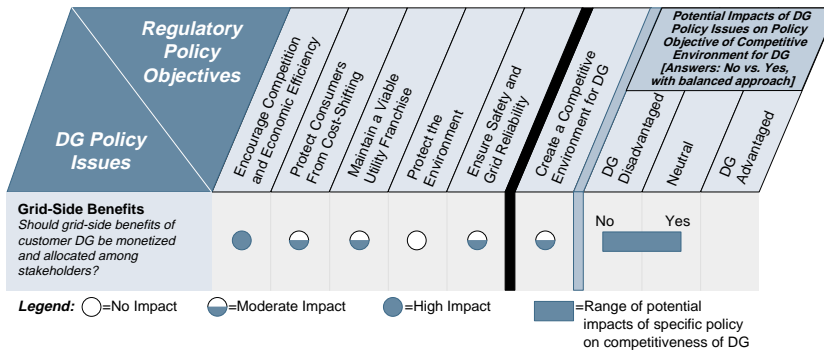 Regulatory
Policy
Objectives
DG Policy
Issues
Encourage Competition
and Economic Efficiency
Protect Consumers
From Cost-Shifting
Maintain a Viable
Utility Franchise
Protect the
Environment
Ensure Safety and
Grid Reliability
Create a Competitive
Environment for DG
Potential Impacts of DG
Policy Issues on Policy
Objective of Competitive
Environment for DG
[Answers: No vs. Yes,
with balanced approach]
DG
Disadvantaged
Neutral
DG
Advantaged
Grid-Side Benefits
Should grid-side benefits of
customer DG be monetized
and allocated among
stakeholders?
No Yes
Legend: =No Impact =Moderate Impact =High Impact =Range of potential
impacts of specific policy
on competitiveness of DG